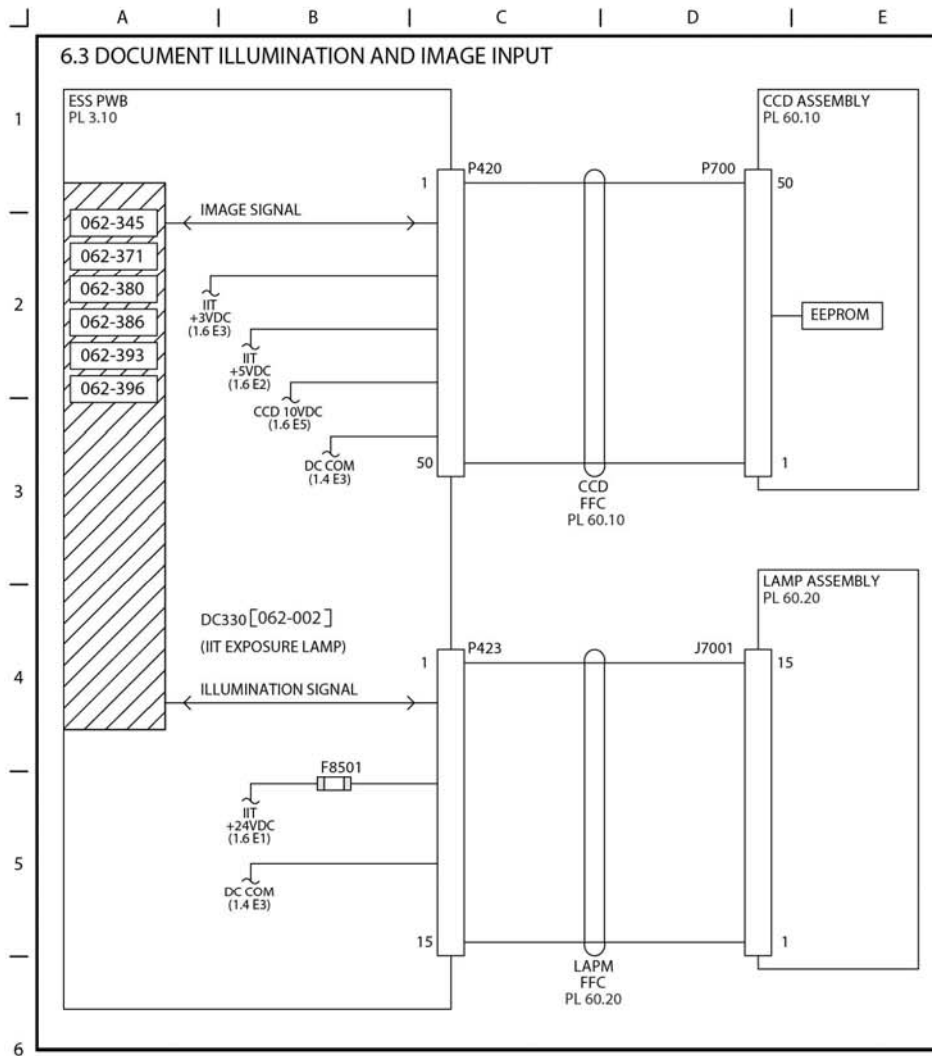 A B C D E
6.3 DOCUMENT ILLUMINATION AND IMAGE INPUT
1
ESS PWB
PL 3.10
CCD ASSEMBLY
PL 60.10
1
P420
P700
50
IMAGE SIGNAL
062-345
062-371
062-380
062-386
062-393
062-396
2
IIT
+3VDC
(1.6 E3)
IIT
+5VDC
(1.6 E2)
CCD 10VDC
(1.6 E5)
DC COM
(1.4 E3)
EEPROM
50
1
3
CCD
FFC
PL 60.10
LAMP ASSEMBLY
PL 60.20
DC330 [062-002]
(IIT EXPOSURE LAMP)
1
P423
J7001
15
4
ILLUMINATION SIGNAL
F8501
IIT
+24VDC
(1.6 E1)
5
DC COM
(1.4 E3)
15
1
LAPM
FFC
PL 60.20
6